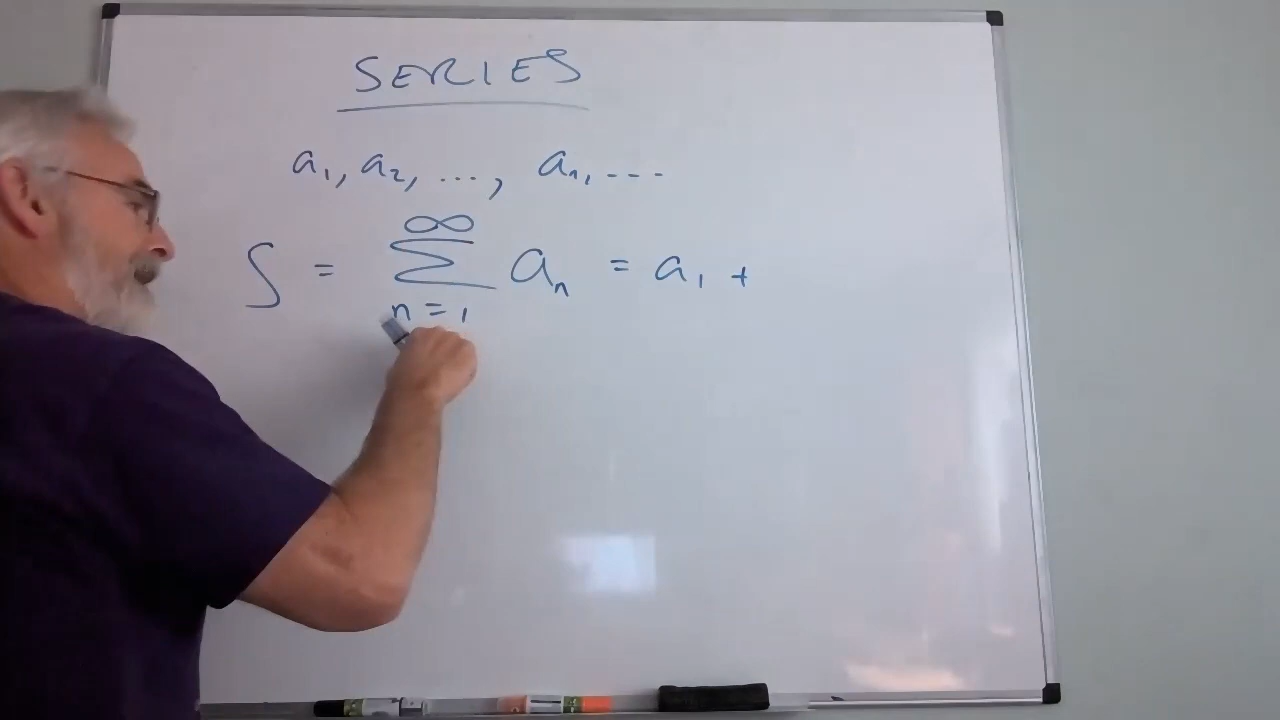 SERIES
a₁, a₂, ..., aₙ, ...
S = ∑_{n=1}^{∞} aₙ = a₁ +